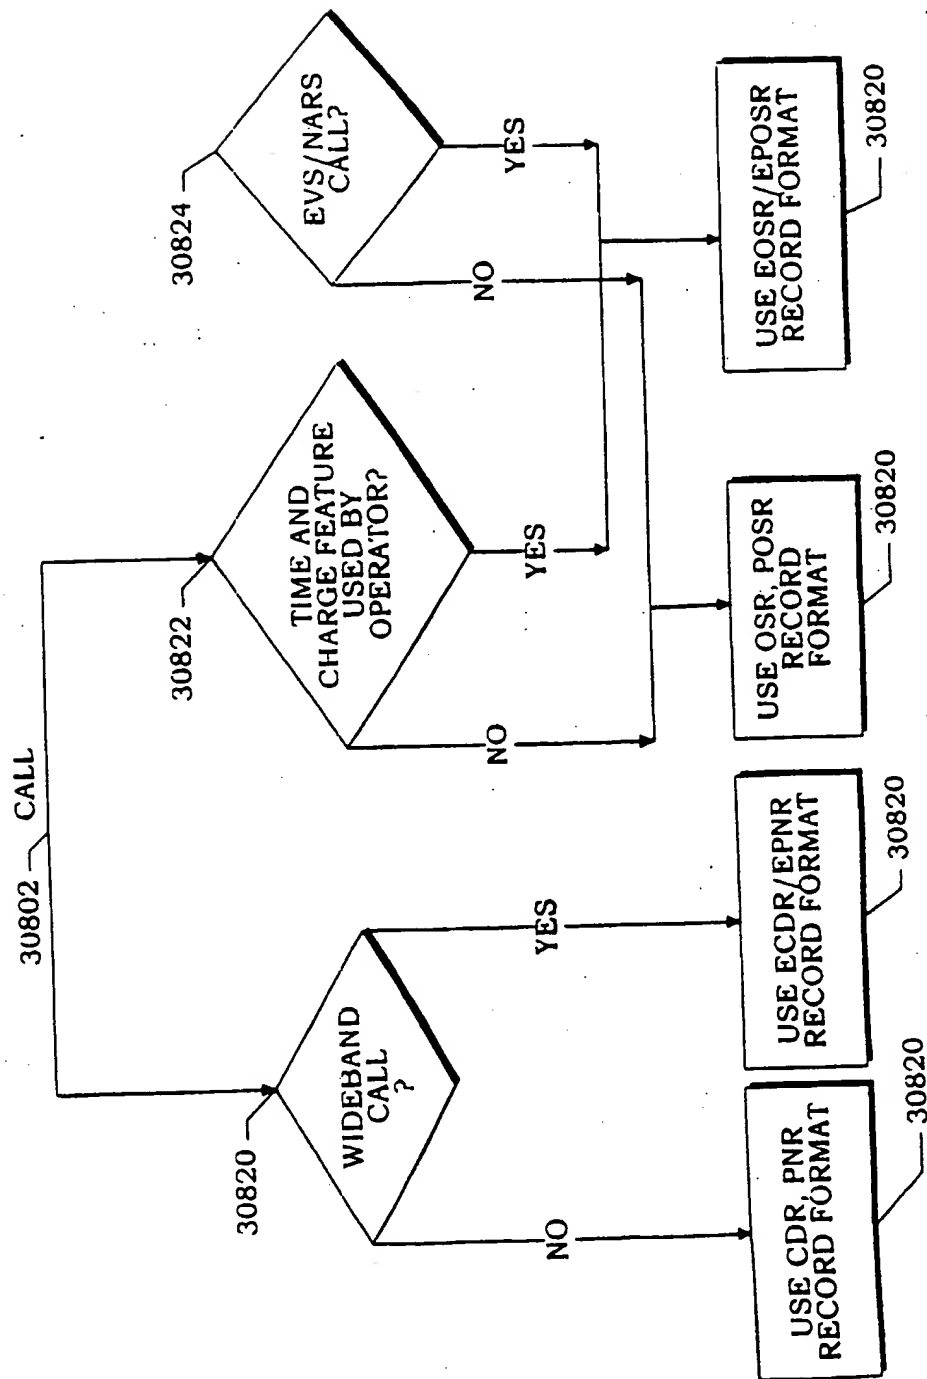 30802
CALL
30820
WIDEBAND
CALL
?
NO
YES
USE CDR, PNR
RECORD FORMAT
30820
USE ECDR/EPNR
RECORD FORMAT
30820
30822
TIME AND
CHARGE FEATURE
USED BY
OPERATOR?
NO
YES
30824
EVS/NARS
CALL?
NO
YES
USE OSR, POSR
RECORD
FORMAT
30820
USE EOSR/EPOSR
RECORD FORMAT
30820